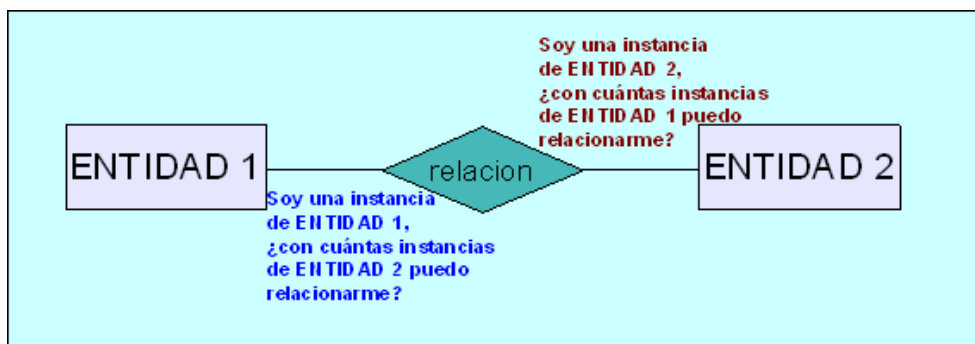 Soy una instancia
de ENTIDAD 2,
¿con cuántas instancias
de ENTIDAD 1 puedo
relacionarme?
ENTIDAD 1
relacion
ENTIDAD 2
Soy una instancia
de ENTIDAD 1,
¿con cuántas instancias
de ENTIDAD 2 puedo
relacionarme?